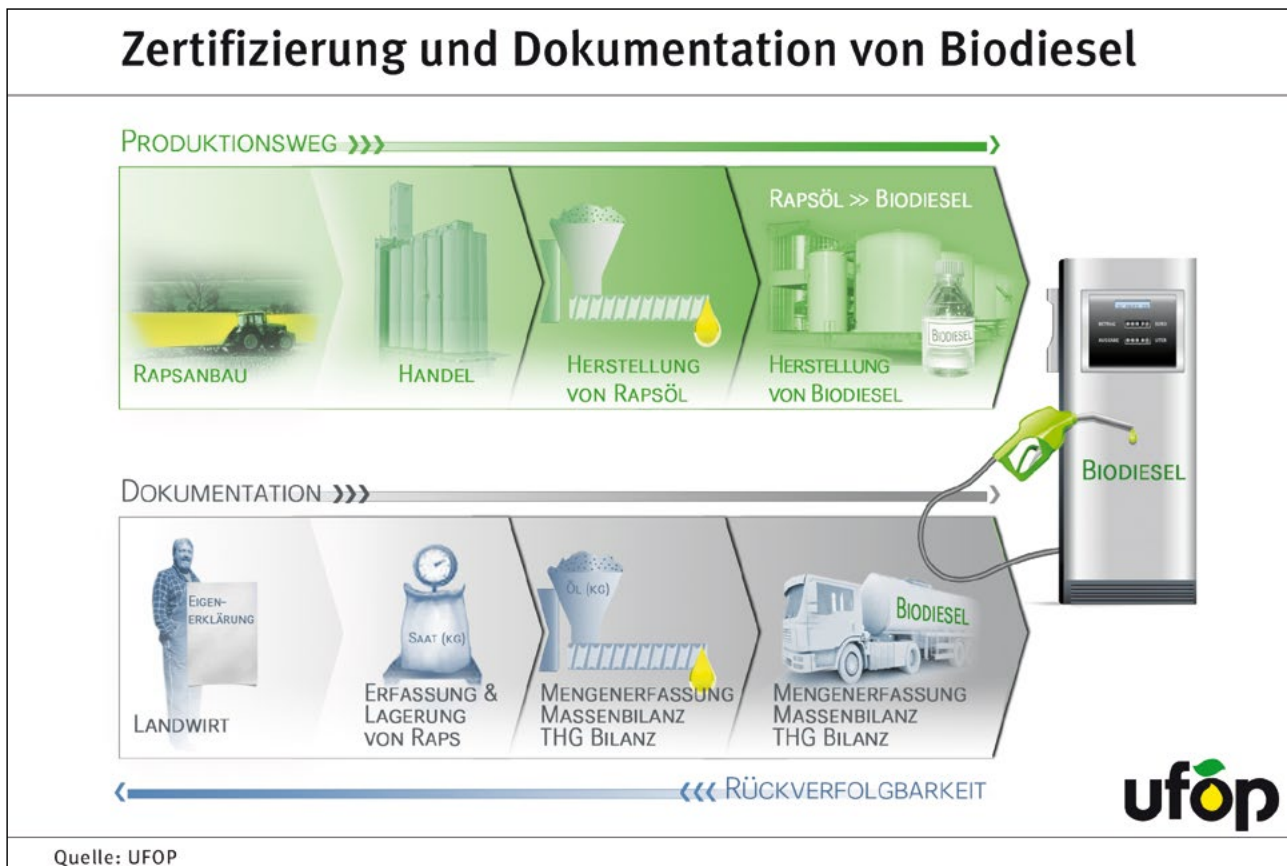 Zertifizierung und Dokumentation von Biodiesel
PRODUKTIONSWEG >>>
RAPSANBAU
HANDEL
HERSTELLUNG
VON RAPSÖL
RAPSÖL >> BIODIESEL
BIODIESEL
HERSTELLUNG
VON BIODIESEL
BIODIESEL
DOKUMENTATION >>>
EIGEN-
ERKLÄRUNG
LANDWIRT
SAAT (KG)
ERFASSUNG &
LAGERUNG
VON RAPS
ÖL (KG)
MENGENERFASSUNG
MASSENBILANZ
THG BILANZ
BIODIESEL
MENGENERFASSUNG
MASSENBILANZ
THG BILANZ
<<< RÜCKVERFOLGBARKEIT
ufop
Quelle: UFOP